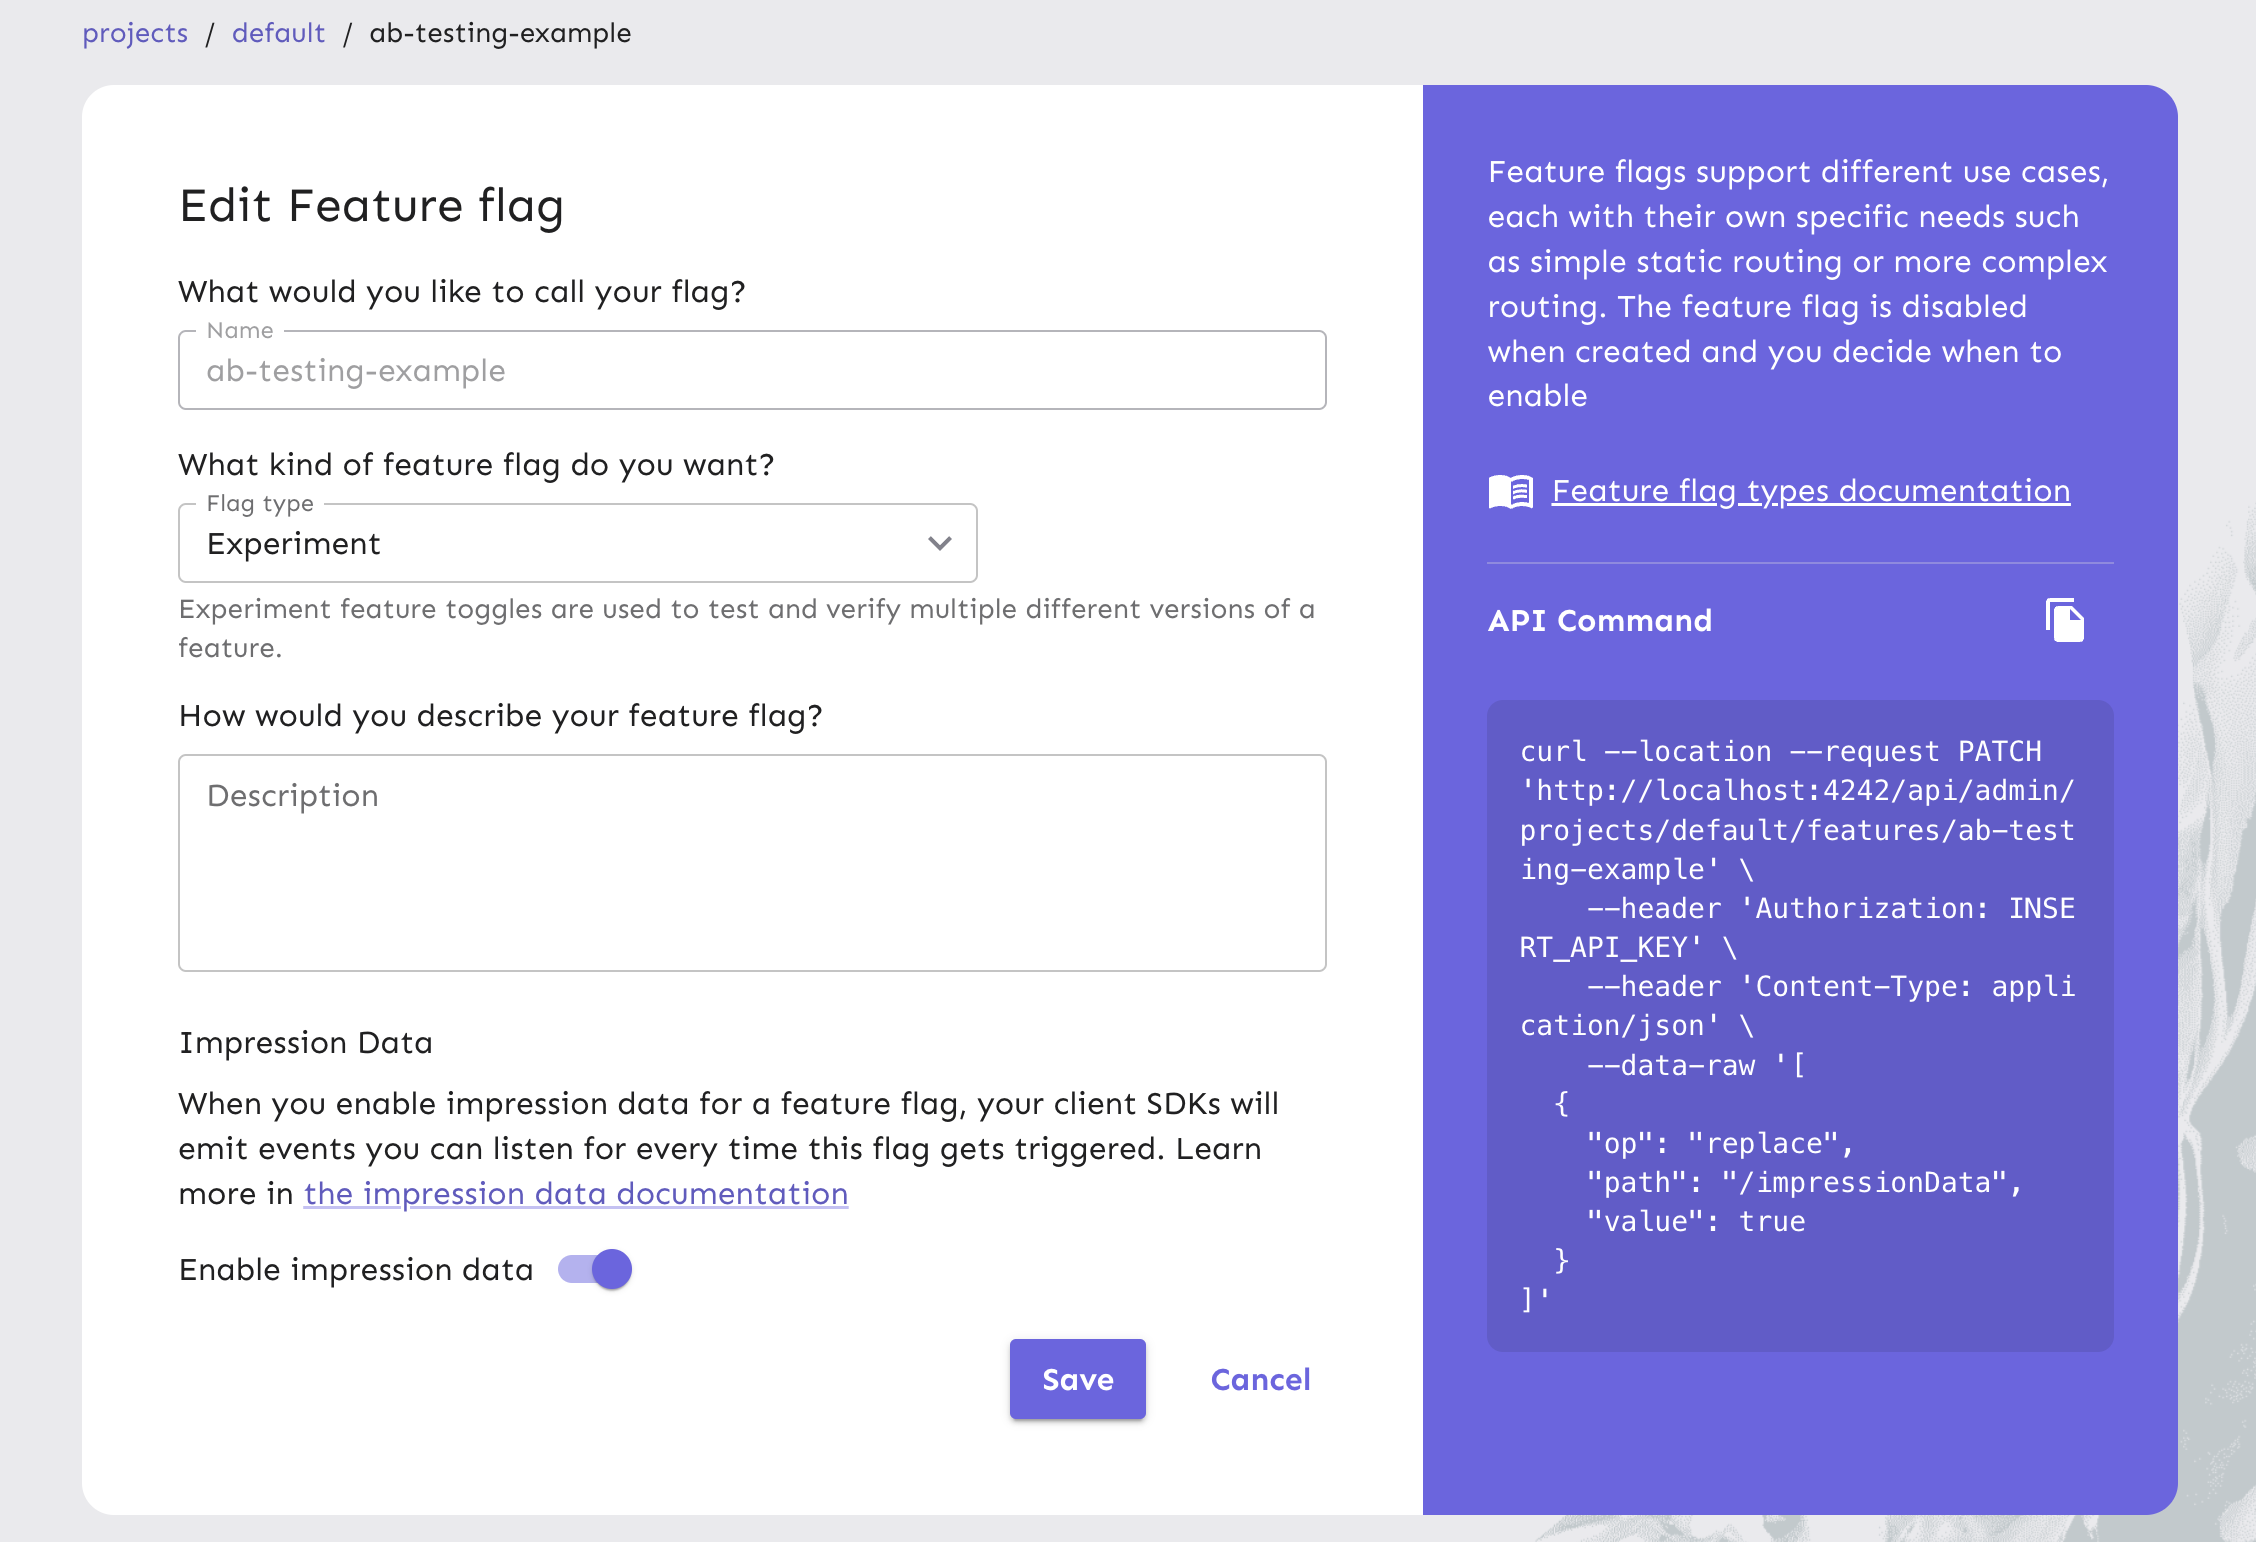 projects / default / ab-testing-example
Edit Feature flag
What would you like to call your flag?
Name
ab-testing-example
What kind of feature flag do you want?
Flag type
Experiment
Experiment feature toggles are used to test and verify multiple different versions of a
feature.
How would you describe your feature flag?
Description
Impression Data
When you enable impression data for a feature flag, your client SDKs will
emit events you can listen for every time this flag gets triggered. Learn
more in the impression data documentation
Enable impression data
Save Cancel
Feature flags support different use cases,
each with their own specific needs such
as simple static routing or more complex
routing. The feature flag is disabled
when created and you decide when to
enable
Feature flag types documentation
API Command
curl --location --request PATCH
'http://localhost:4242/api/admin/
projects/default/features/ab-test
ing-example' \
    --header 'Authorization: INSE
RT_API_KEY' \
    --header 'Content-Type: appli
cation/json' \
    --data-raw '[
  {
    "op": "replace",
    "path": "/impressionData",
    "value": true
  }
]'